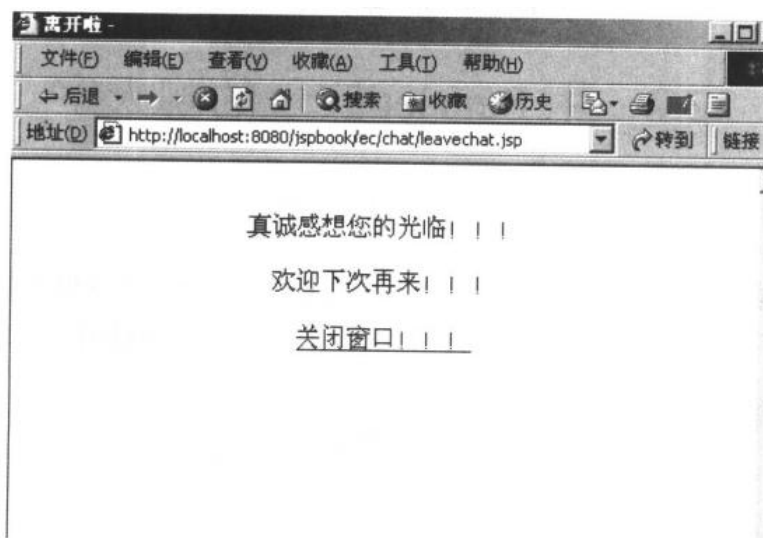 离开啦 -
文件(F) 编辑(E) 查看(V) 收藏(A) 工具(T) 帮助(H)
后退 搜索 收藏 历史
地址(D) http://localhost:8080/jspbook/ec/chat/leavechat.jsp 转到 链接
真诚感想您的光临！！！
欢迎下次再来！！！
关闭窗口！！！